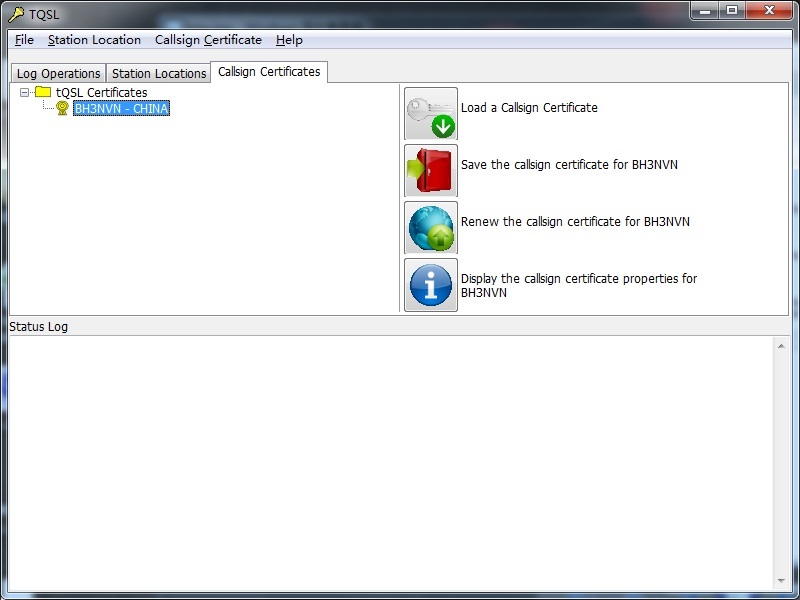 TQSL
File Station Location Callsign Certificate Help
Log Operations Station Locations Callsign Certificates
tQSL Certificates
BH3NVN - CHINA
Load a Callsign Certificate
Save the callsign certificate for BH3NVN
Renew the callsign certificate for BH3NVN
Display the callsign certificate properties for
BH3NVN
Status Log